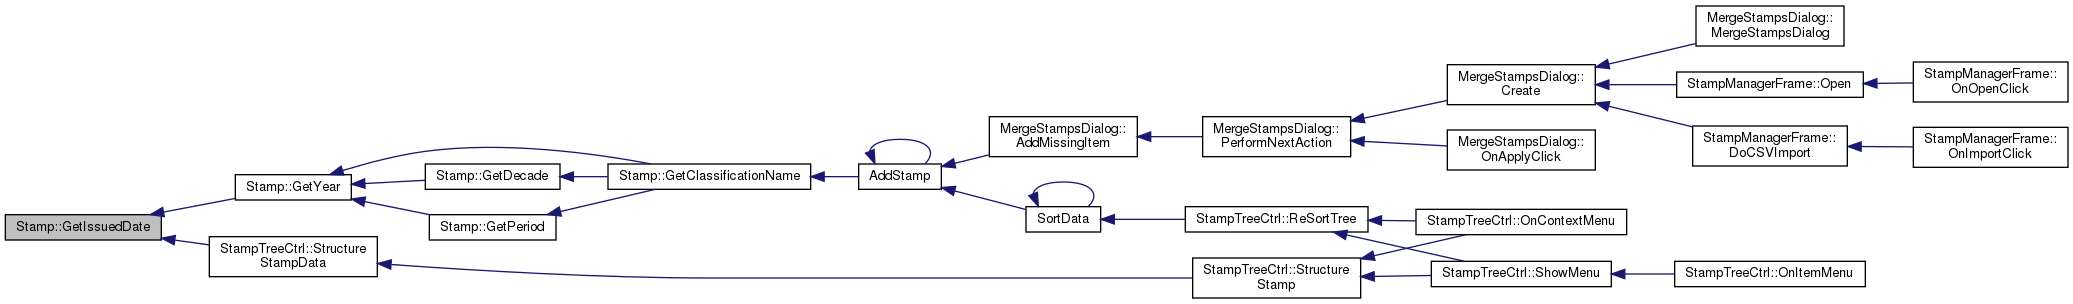 MergeStampsDialog::
MergeStampsDialog
MergeStampsDialog::
Create
StampManagerFrame::Open
StampManagerFrame::
OnOpenClick
MergeStampsDialog::
AddMissingItem
MergeStampsDialog::
PerformNextAction
MergeStampsDialog::
OnApplyClick
StampManagerFrame::
DoCSVImport
StampManagerFrame::
OnImportClick
Stamp::GetYear
Stamp::GetDecade
Stamp::GetClassificationName
AddStamp
Stamp::GetIssuedDate
Stamp::GetPeriod
SortData
StampTreeCtrl::ReSortTree
StampTreeCtrl::OnContextMenu
StampTreeCtrl::Structure
StampData
StampTreeCtrl::Structure
Stamp
StampTreeCtrl::ShowMenu
StampTreeCtrl::OnItemMenu